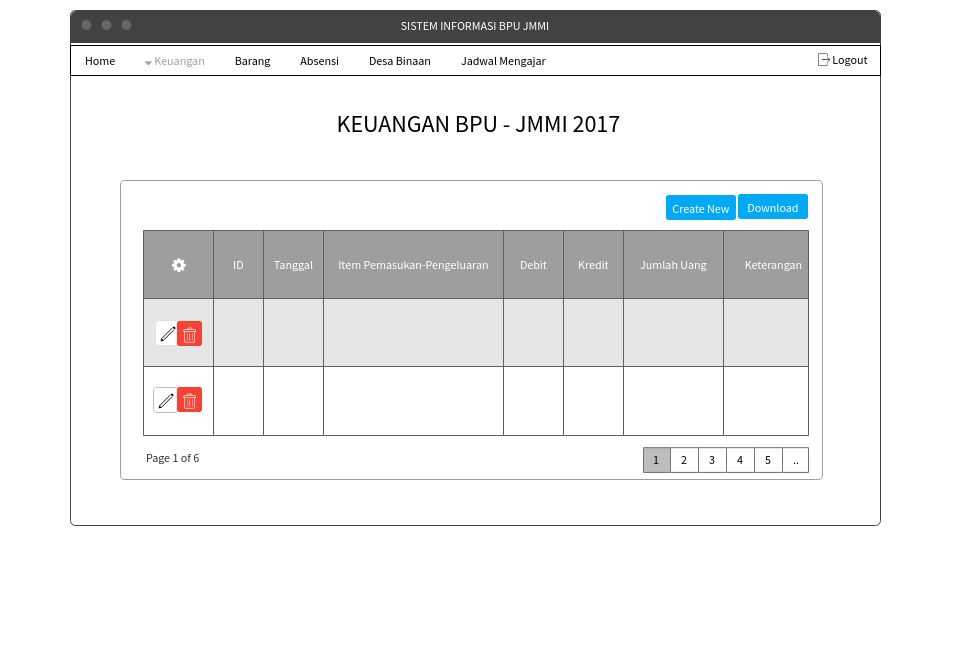 SISTEM INFORMASI BPU JMMI
Home Keuangan Barang Absensi Desa Binaan Jadwal Mengajar Logout
KEUANGAN BPU - JMMI 2017
Create New Download
ID Tanggal Item Pemasukan-Pengeluaran Debit Kredit Jumlah Uang Keterangan
Page 1 of 6 1 2 3 4 5 ..